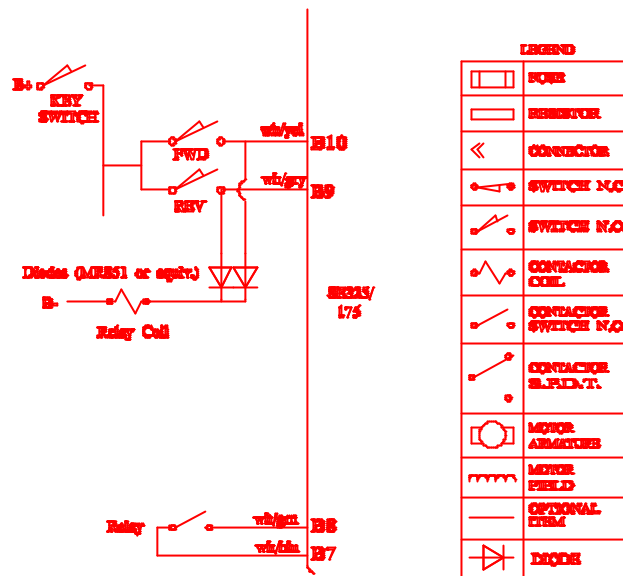 B+
KEY
SWITCH
FWD
REV
wh/yel
B10
wh/gry
B9
Diodes (MR851 or equiv.)
B-
Relay Coil
175
Relay
wh/grn
B8
wh/blu
B7
LEGEND
FUSE
RESISTOR
CONNECTOR
SWITCH N.C
SWITCH N.O
CONTACTOR
COIL
CONTACTOR
SWITCH N.O
CONTACTOR
S.P.D.T.
MOTOR
ARMATURE
MOTOR
FIELD
OPTIONAL
ITEM
DIODE